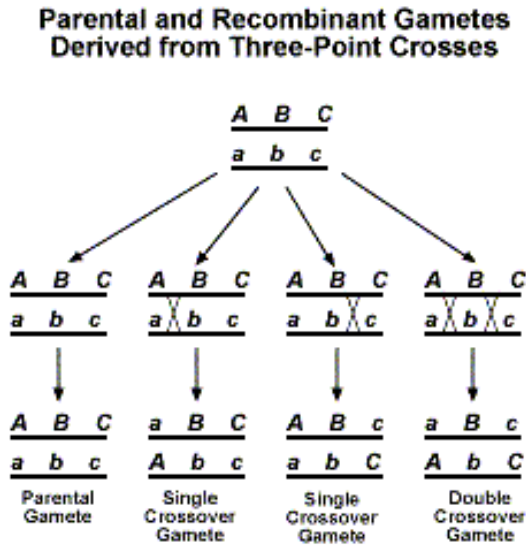 Parental and Recombinant Gametes
Derived from Three-Point Crosses
A B C
a b c
A B C A B C A B C A B C
a b c a b c a b c a b c
A B C a B C A B c a B c
a b c A b c a b C A b C
Parental Single Single Double
Gamete Crossover Crossover Crossover
Gamete Gamete Gamete